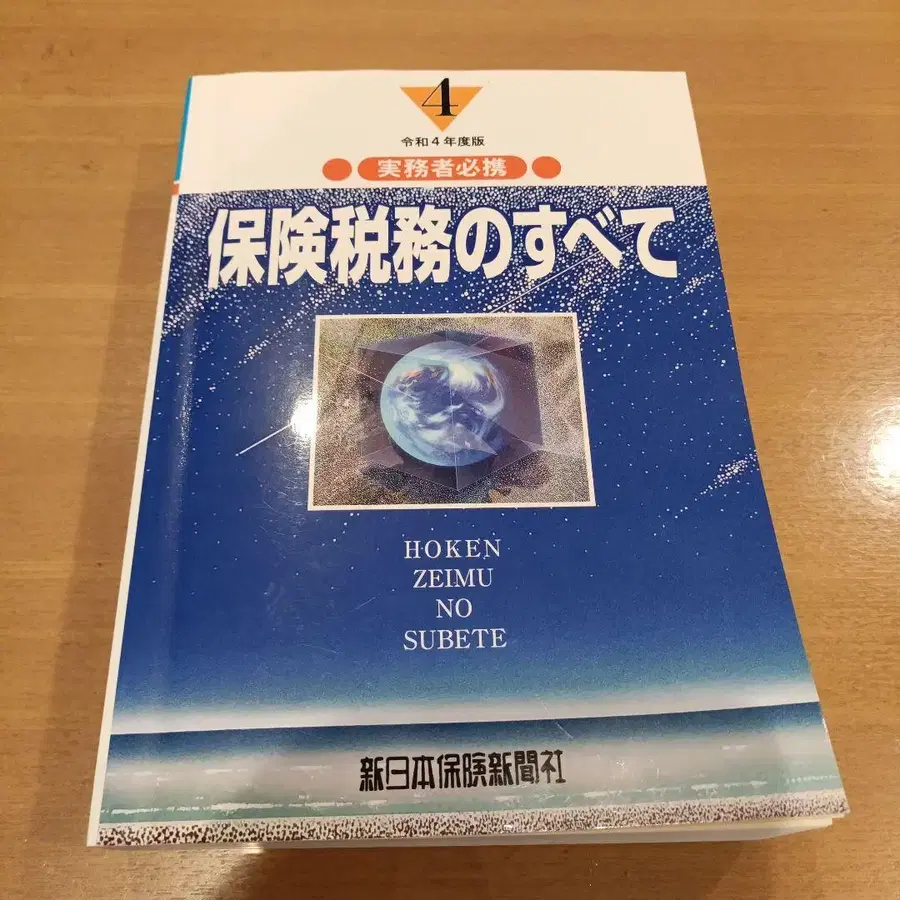 4
令和4年度版
実務者必携
保険税務のすべて
HOKEN
ZEIMU
NO
SUBETE
新日本保険新聞社